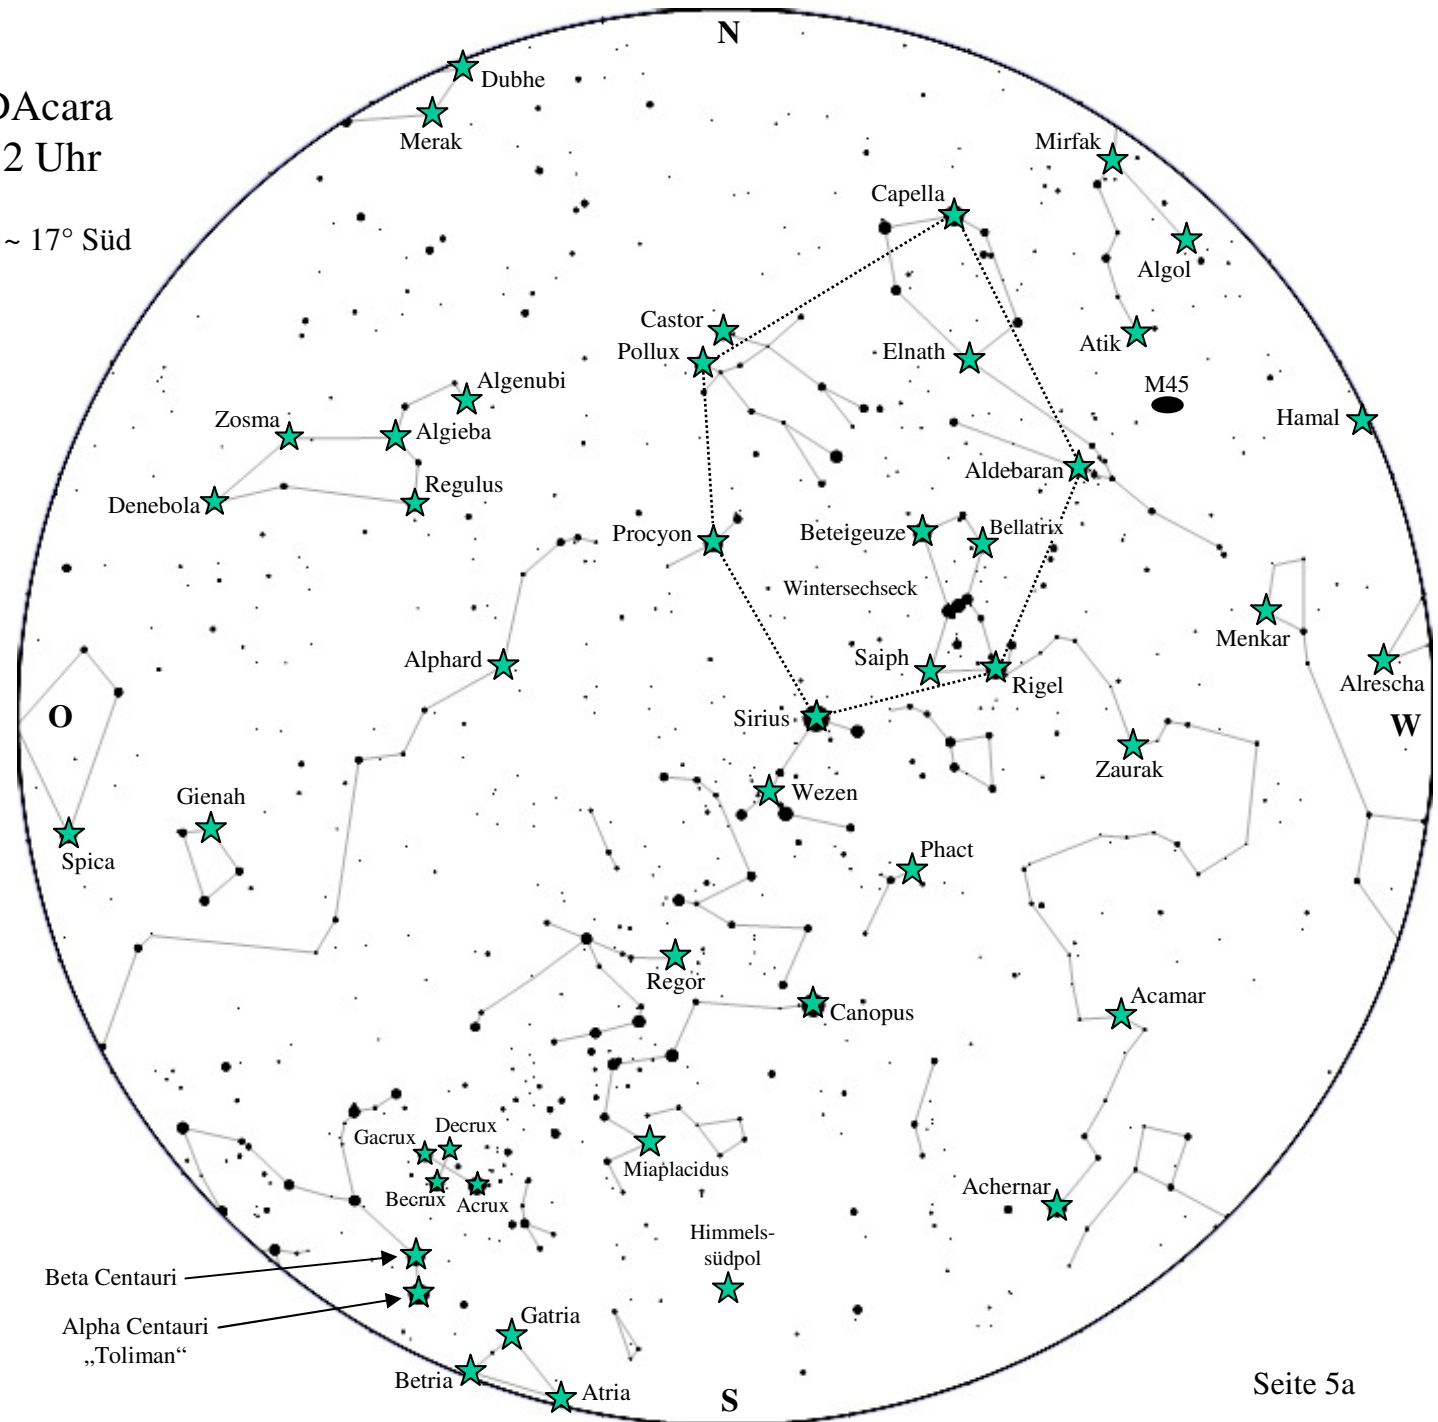 N
Dubhe
DAcara
2 Uhr
Merak
Mirfak
Capella
~ 17° Süd
Algol
Castor
Pollux
Elnath
Atik
M45
Algenubi
Zosma
Algieba
Hamal
Aldebaran
Regulus
Denebola
Procyon
Beteigeuze
Bellatrix
Wintersechseck
Menkar
Alphard
Saiph
Rigel
Alrescha
O
Sirius
W
Zaurak
Gienah
Wezen
Spica
Phact
Regor
Acamar
Canopus
Decrux
Gacrux
Miaplacidus
Becrux
Acrux
Achernar
Himmels-
südpol
Beta Centauri
Gatria
Alpha Centauri
„Toliman“
Betria
Atria
Seite 5a
S